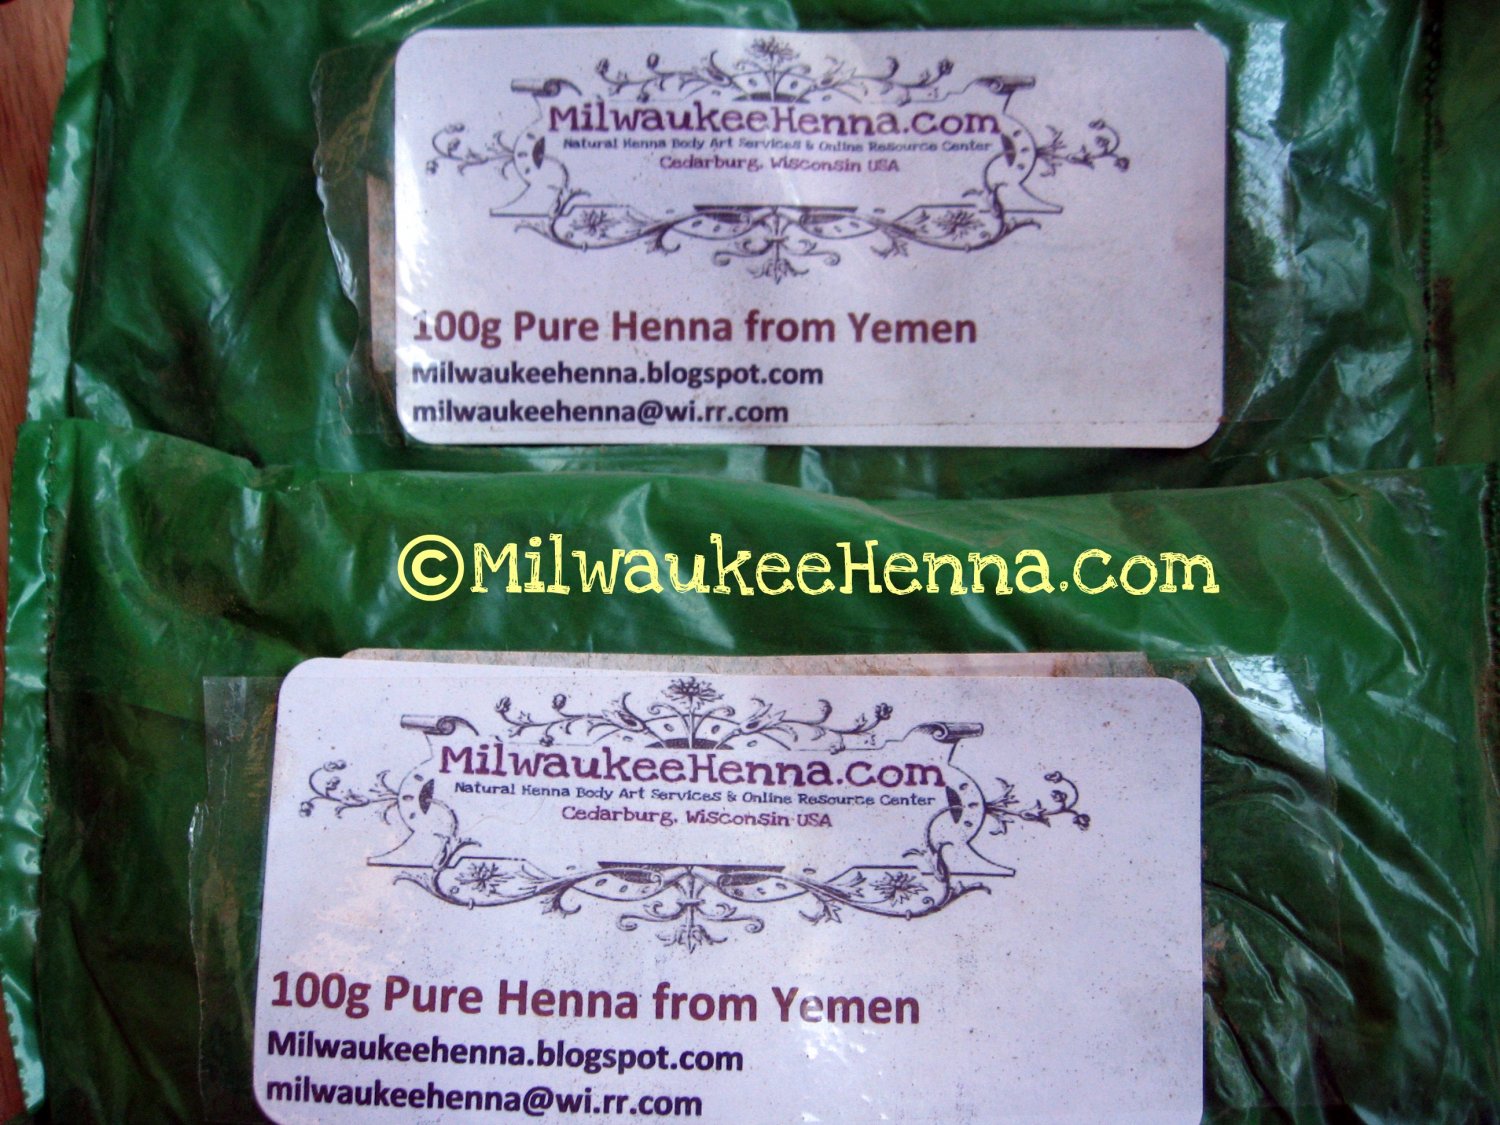 MilwaukeeHenna.com
Natural Henna Body Art Services & Online Resource Center
Cedarburg, Wisconsin USA
100g Pure Henna from Yemen
Milwaukeehenna.blogspot.com
milwaukeehenna@wi.rr.com
©MilwaukeeHenna.com
MilwaukeeHenna.com
Natural Henna Body Art Services & Online Resource Center
Cedarburg, Wisconsin USA
100g Pure Henna from Yemen
Milwaukeehenna.blogspot.com
milwaukeehenna@wi.rr.com